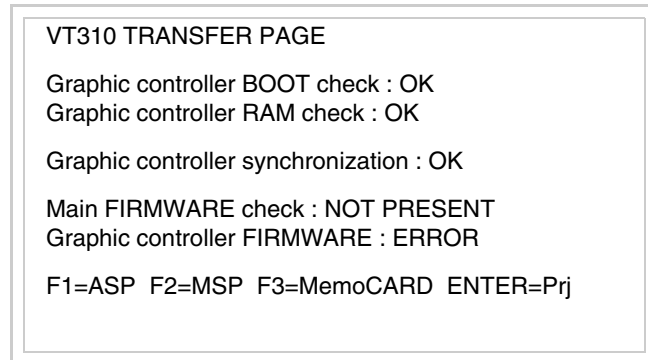 VT310 TRANSFER PAGE
Graphic controller BOOT check : OK
Graphic controller RAM check : OK
Graphic controller synchronization : OK
Main FIRMWARE check : NOT PRESENT
Graphic controller FIRMWARE : ERROR
F1=ASP F2=MSP F3=MemoCARD ENTER=Prj